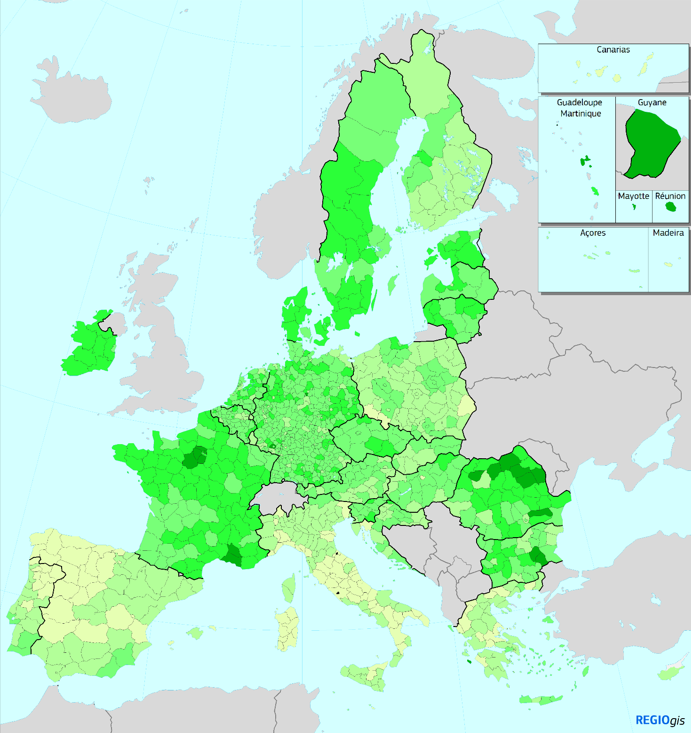 Canarias
Guadeloupe
Martinique
Guyane
Mayotte
Réunion
Açores
Madeira
REGIOgis